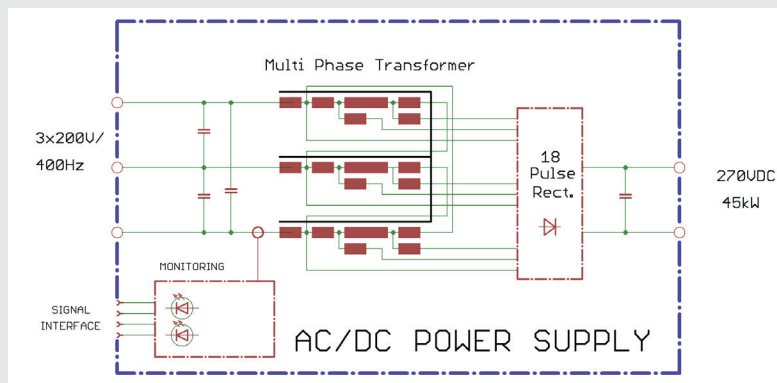 Multi Phase Transformer
3x200V/
400Hz
18
Pulse
Rect.
270VDC
45kW
MONITORING
SIGNAL
INTERFACE
AC/DC POWER SUPPLY